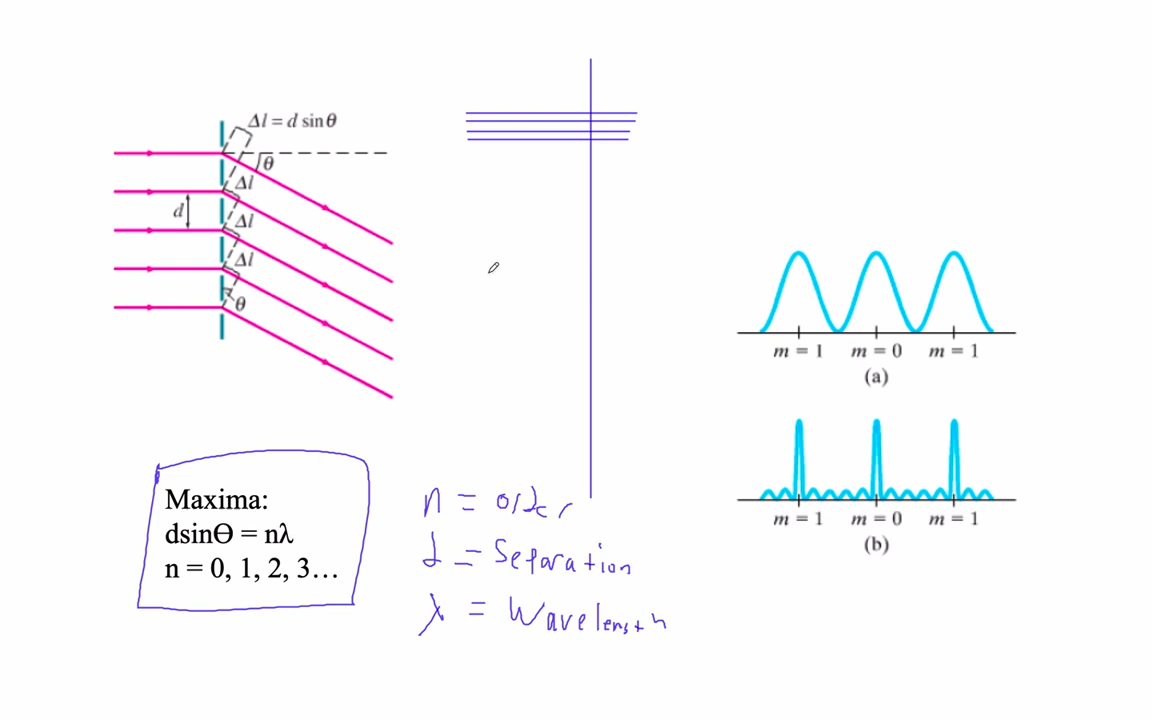 Δl = d sinθ
θ
Δl
d
Δl
Δl
θ
m = 1 m = 0 m = 1
(a)
m = 1 m = 0 m = 1
(b)
Maxima:
dsinΘ = nλ
n = 0, 1, 2, 3…
n = order
d = Separation
λ = Wavelength